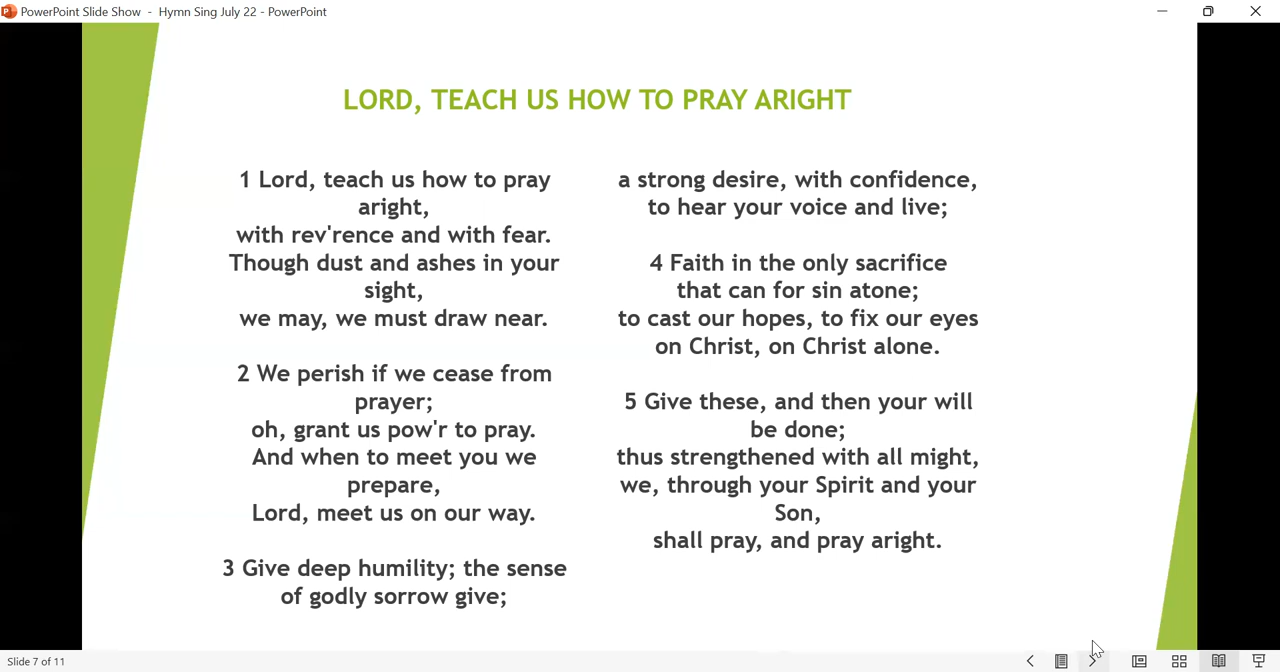 PowerPoint Slide Show - Hymn Sing July 22 - PowerPoint
LORD, TEACH US HOW TO PRAY ARIGHT
1 Lord, teach us how to pray
aright,
with rev'rence and with fear.
Though dust and ashes in your
sight,
we may, we must draw near.
2 We perish if we cease from
prayer;
oh, grant us pow'r to pray.
And when to meet you we
prepare,
Lord, meet us on our way.
3 Give deep humility; the sense
of godly sorrow give;
a strong desire, with confidence,
to hear your voice and live;
4 Faith in the only sacrifice
that can for sin atone;
to cast our hopes, to fix our eyes
on Christ, on Christ alone.
5 Give these, and then your will
be done;
thus strengthened with all might,
we, through your Spirit and your
Son,
shall pray, and pray aright.
Slide 7 of 11